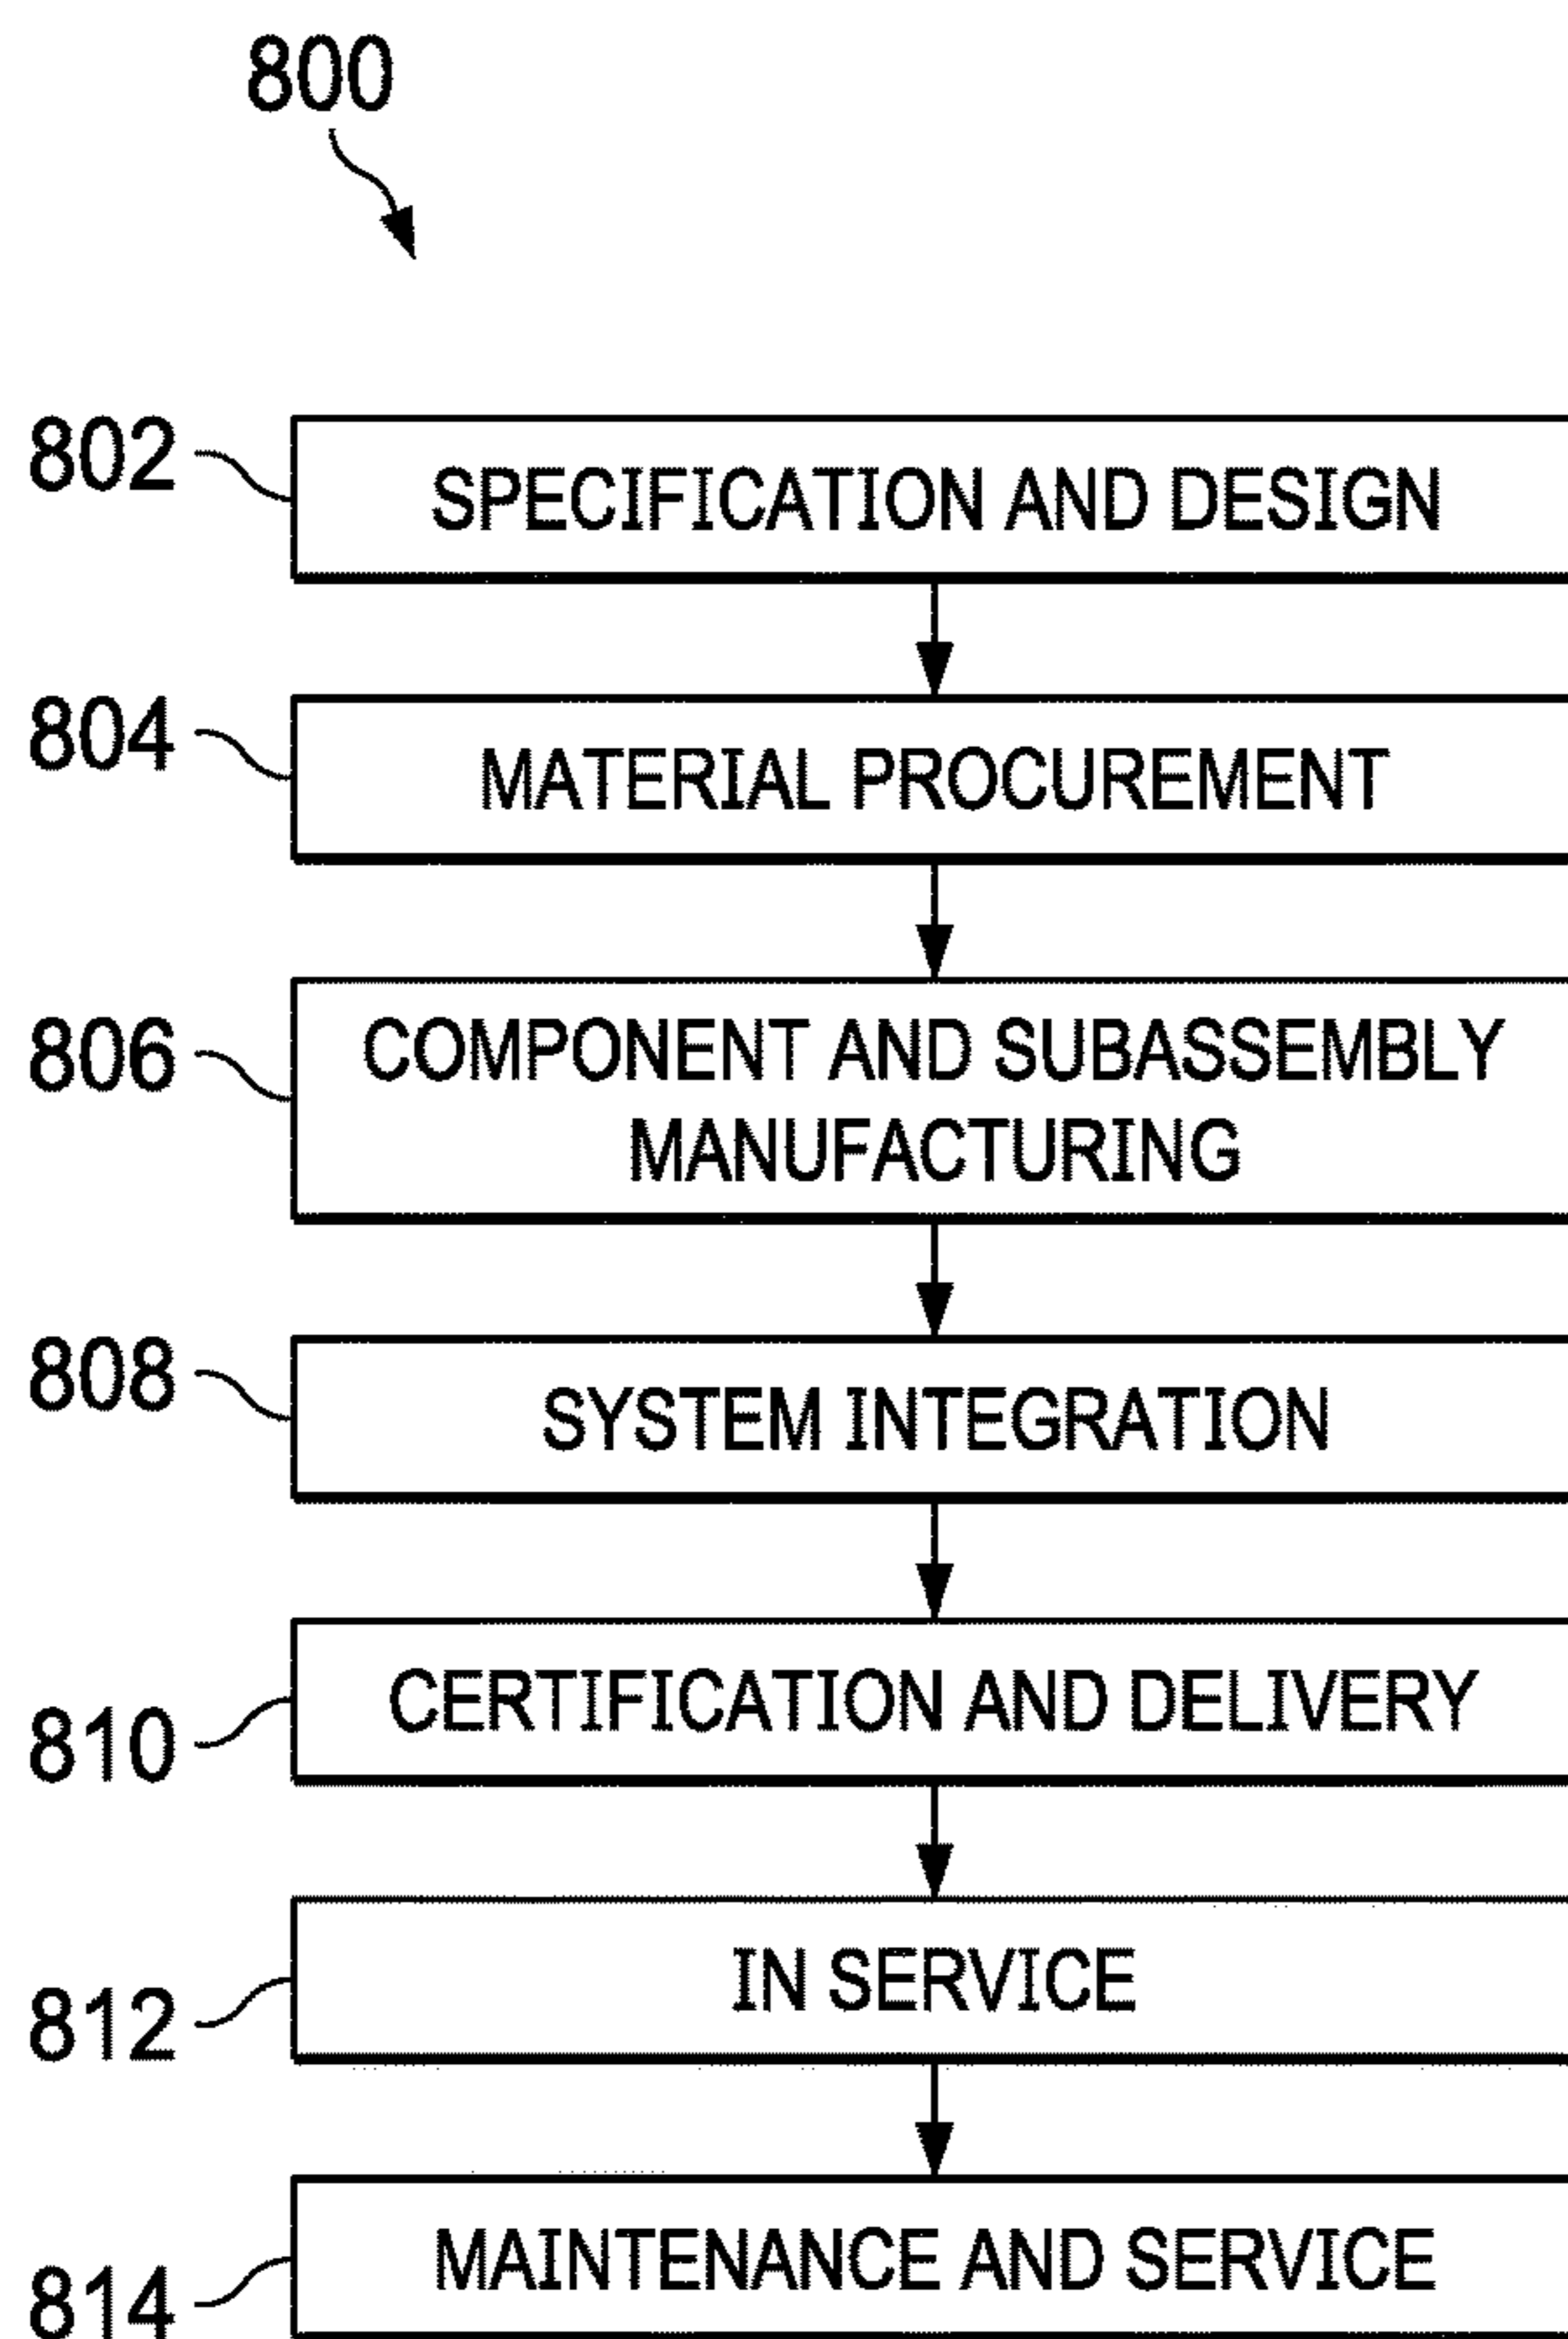 800
802
SPECIFICATION AND DESIGN
804
MATERIAL PROCUREMENT
806
COMPONENT AND SUBASSEMBLY
MANUFACTURING
808
SYSTEM INTEGRATION
810
CERTIFICATION AND DELIVERY
812
IN SERVICE
814
MAINTENANCE AND SERVICE